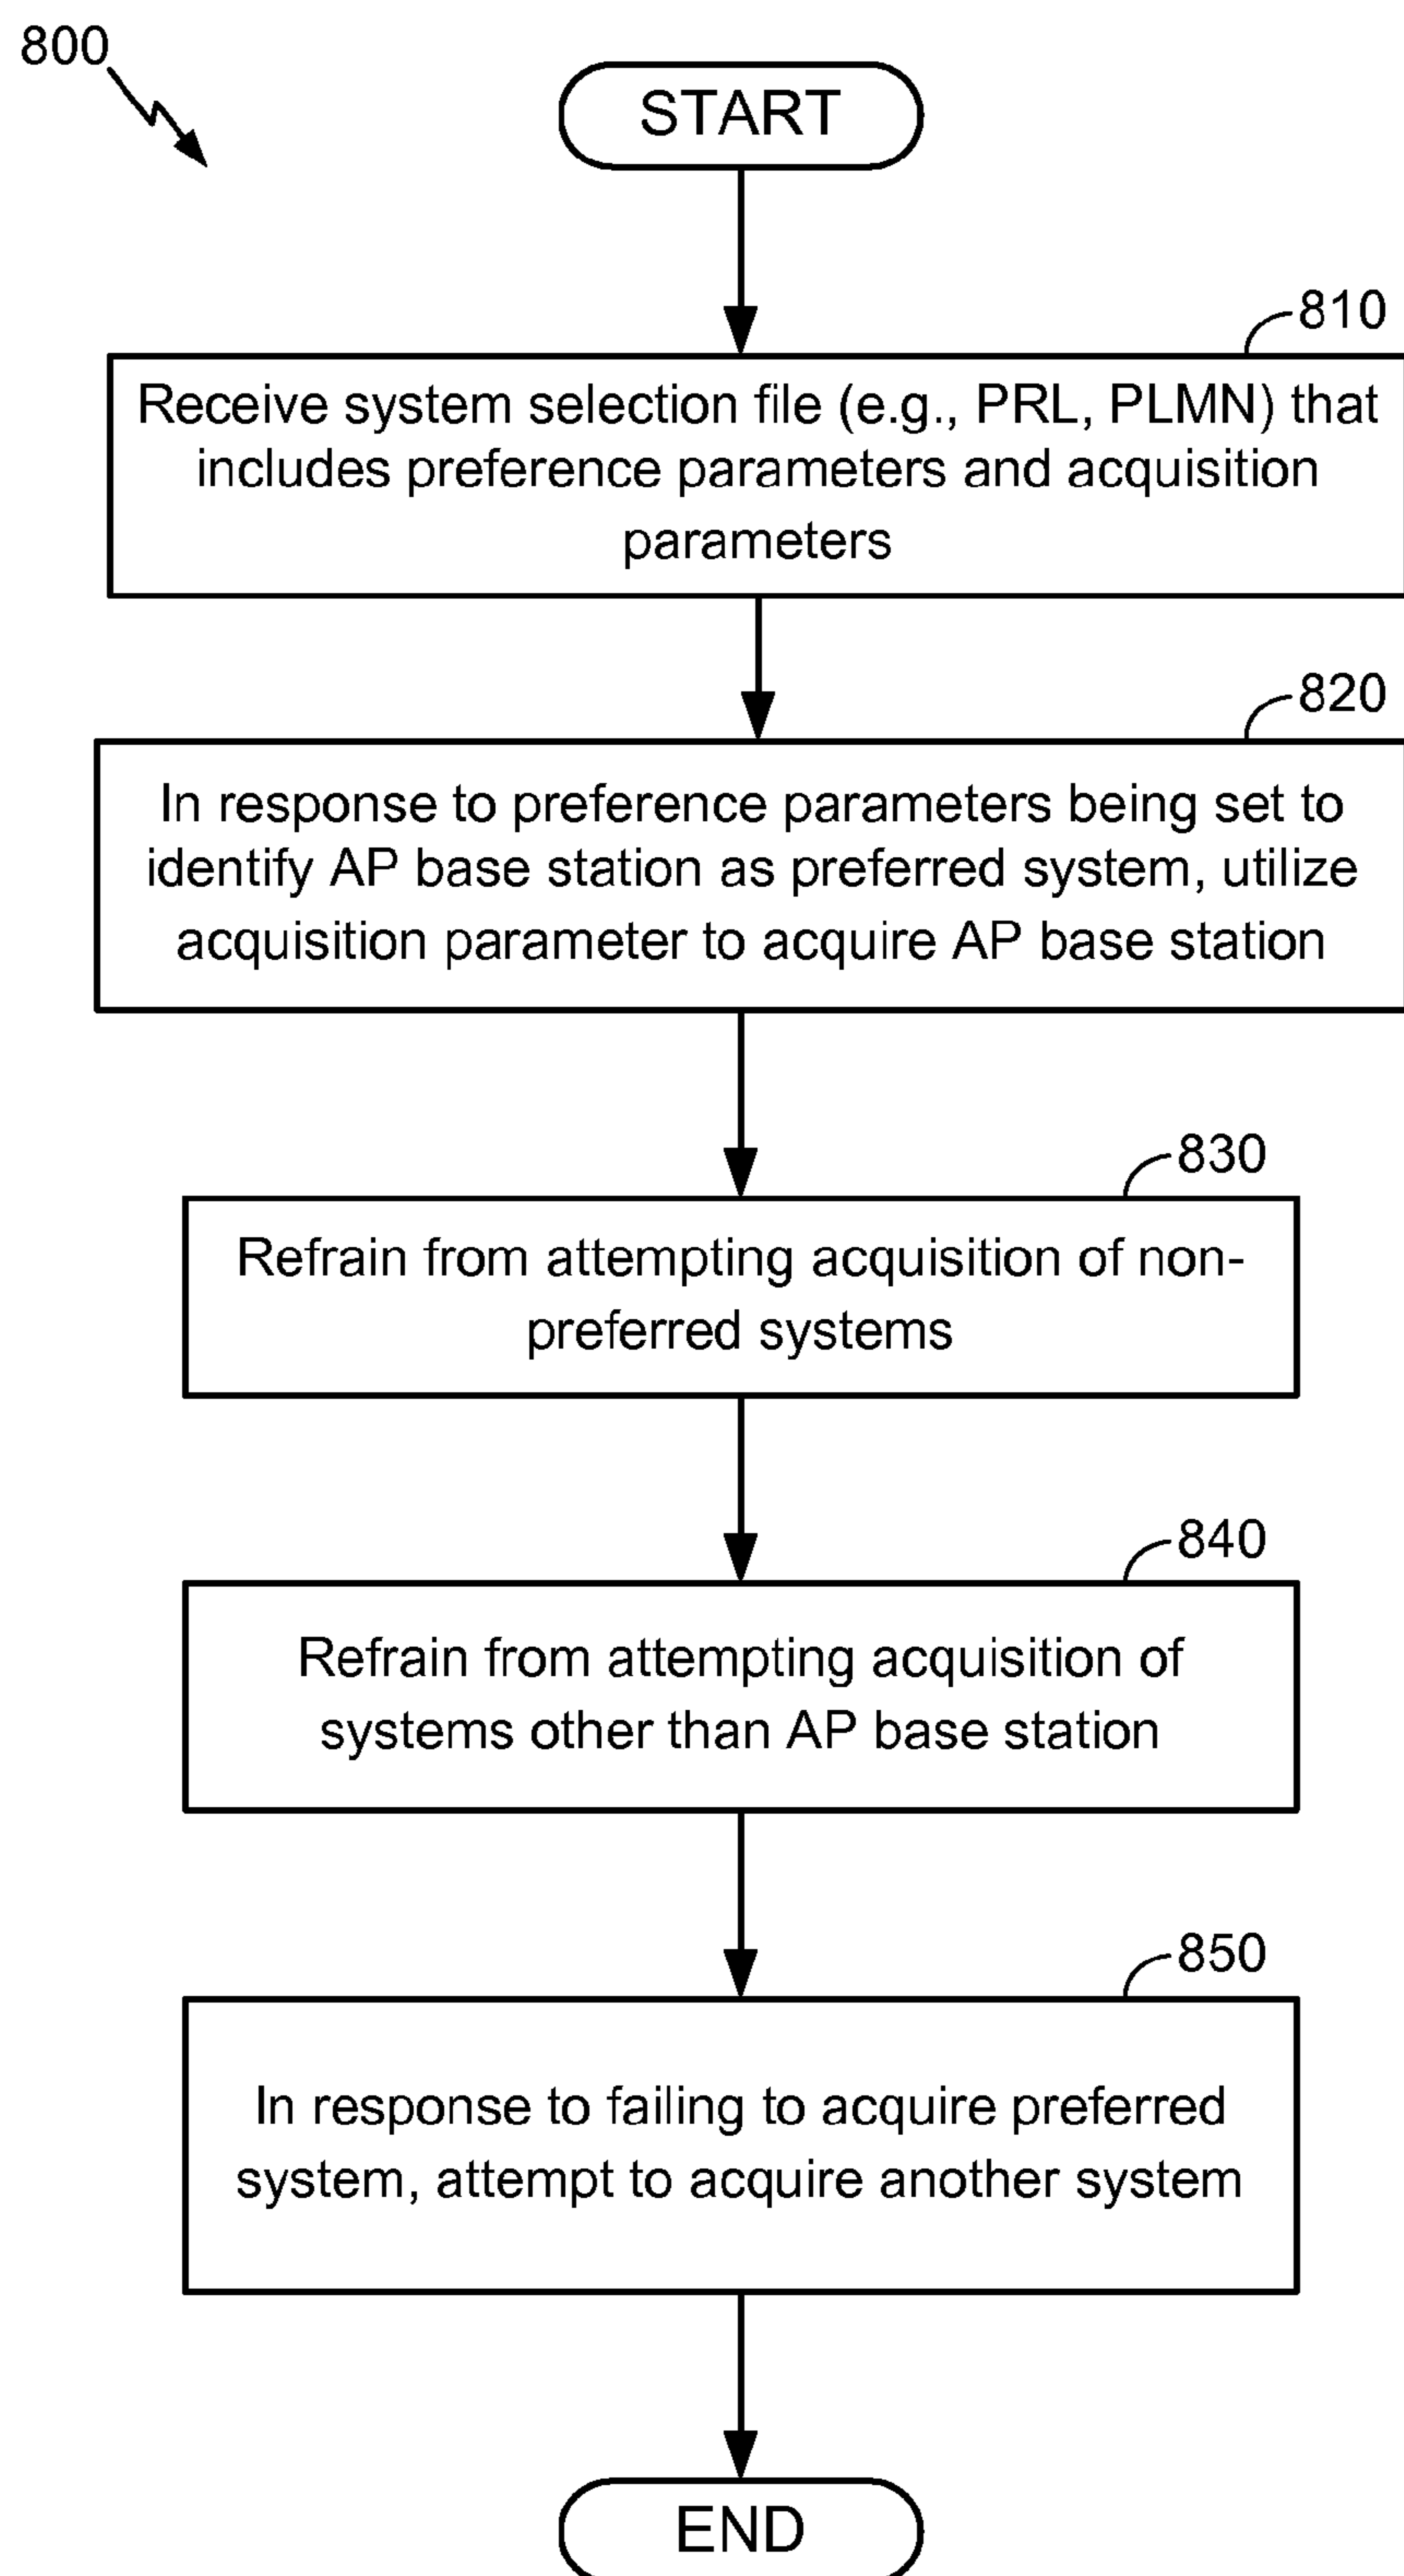 800
START
810
Receive system selection file (e.g., PRL, PLMN) that
includes preference parameters and acquisition
parameters
820
In response to preference parameters being set to
identify AP base station as preferred system, utilize
acquisition parameter to acquire AP base station
830
Refrain from attempting acquisition of non-
preferred systems
840
Refrain from attempting acquisition of
systems other than AP base station
850
In response to failing to acquire preferred
system, attempt to acquire another system
END